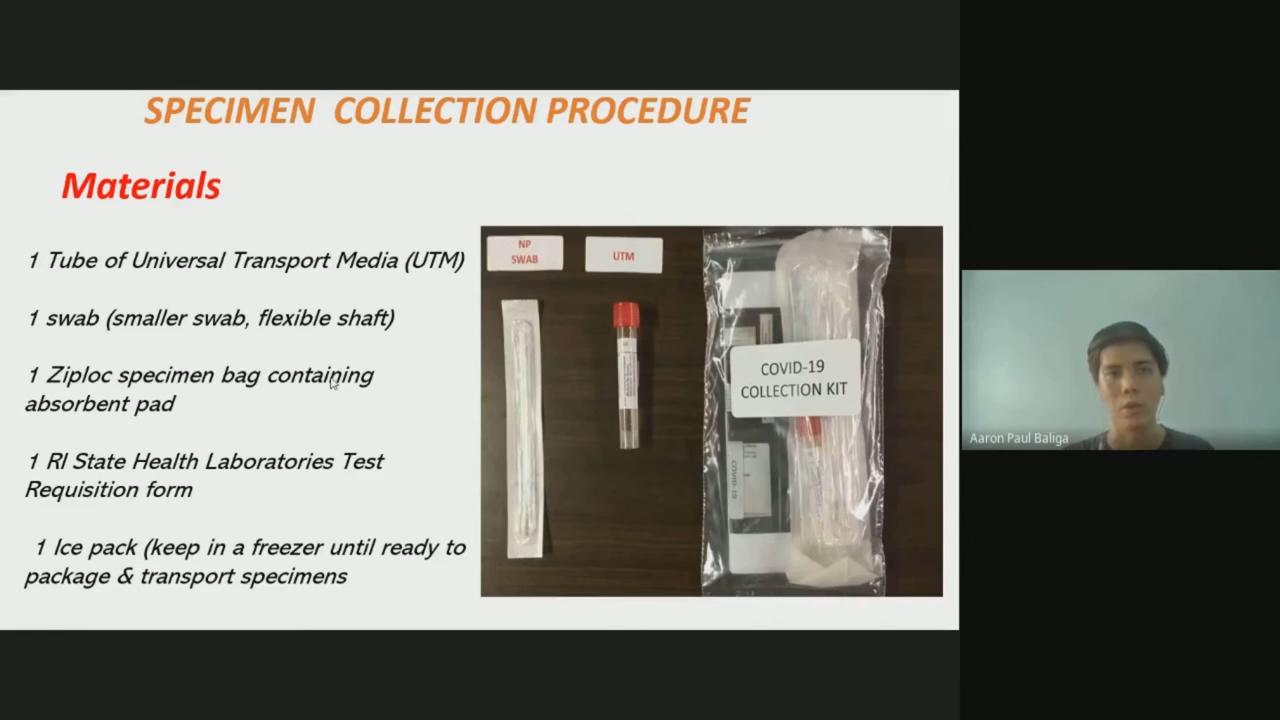 SPECIMEN COLLECTION PROCEDURE
Materials
1 Tube of Universal Transport Media (UTM)
1 swab (smaller swab, flexible shaft)
1 Ziploc specimen bag containing
absorbent pad
1 RI State Health Laboratories Test
Requisition form
1 Ice pack (keep in a freezer until ready to
package & transport specimens
NP
SWAB
UTM
COVID-19
COLLECTION KIT
COVID-19
Aaron Paul Baliga